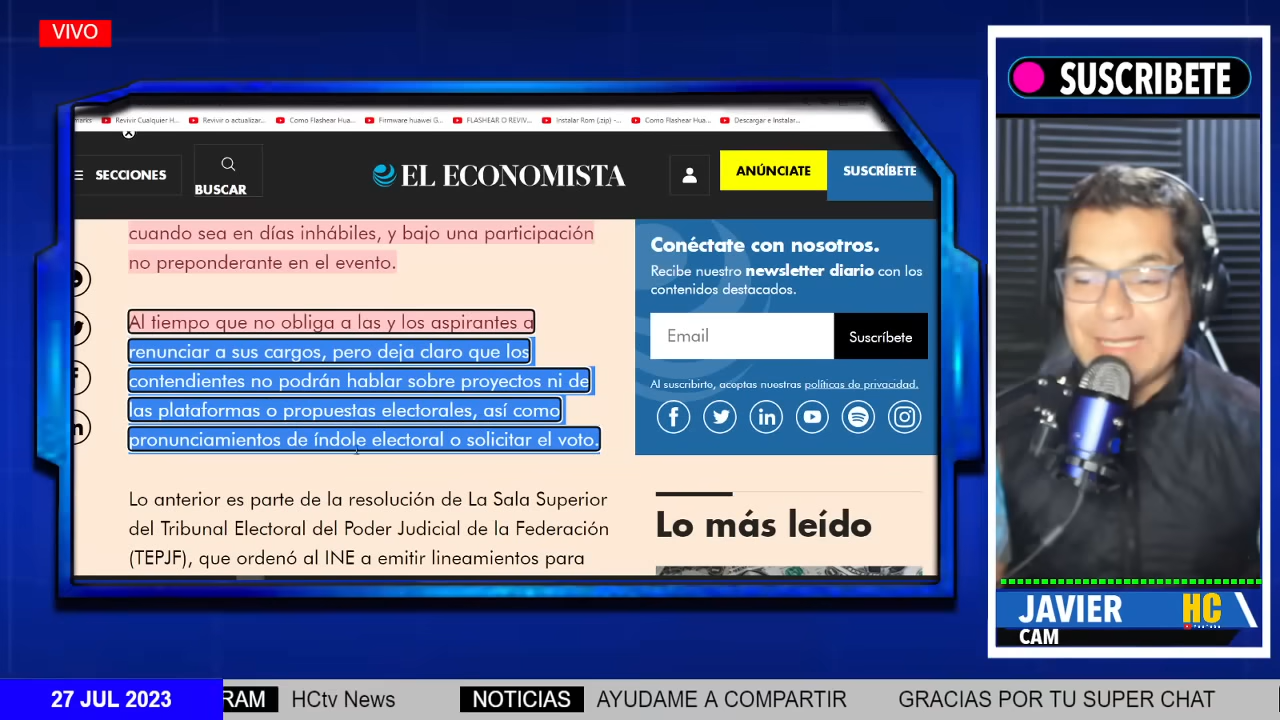 VIVO
SUSCRIBETE
Revivir Cualquier H...
Revivir o actualizar...
Como Flashear Hua...
Firmware huawei G...
FLASHEAR O REVIV...
Instalar Rom (.zip) -...
Como Flashear Hua...
Descargar e Instalar...
SECCIONES
BUSCAR
EL ECONOMISTA
ANÚNCIATE
SUSCRÍBETE
cuando sea en días inhábiles, y bajo una participación
no preponderante en el evento.
Al tiempo que no obliga a las y los aspirantes a
renunciar a sus cargos, pero deja claro que los
contendientes no podrán hablar sobre proyectos ni de
las plataformas o propuestas electorales, así como
pronunciamientos de índole electoral o solicitar el voto.
Lo anterior es parte de la resolución de La Sala Superior
del Tribunal Electoral del Poder Judicial de la Federación
(TEPJF), que ordenó al INE a emitir lineamientos para
Conéctate con nosotros.
Recibe nuestro newsletter diario con los
contenidos destacados.
Email
Suscríbete
Al suscribirte, aceptas nuestras políticas de privacidad.
Lo más leído
JAVIER
HC
CAM
27 JUL 2023
RAM
HCtv News
NOTICIAS
AYUDAME A COMPARTIR
GRACIAS POR TU SUPER CHAT